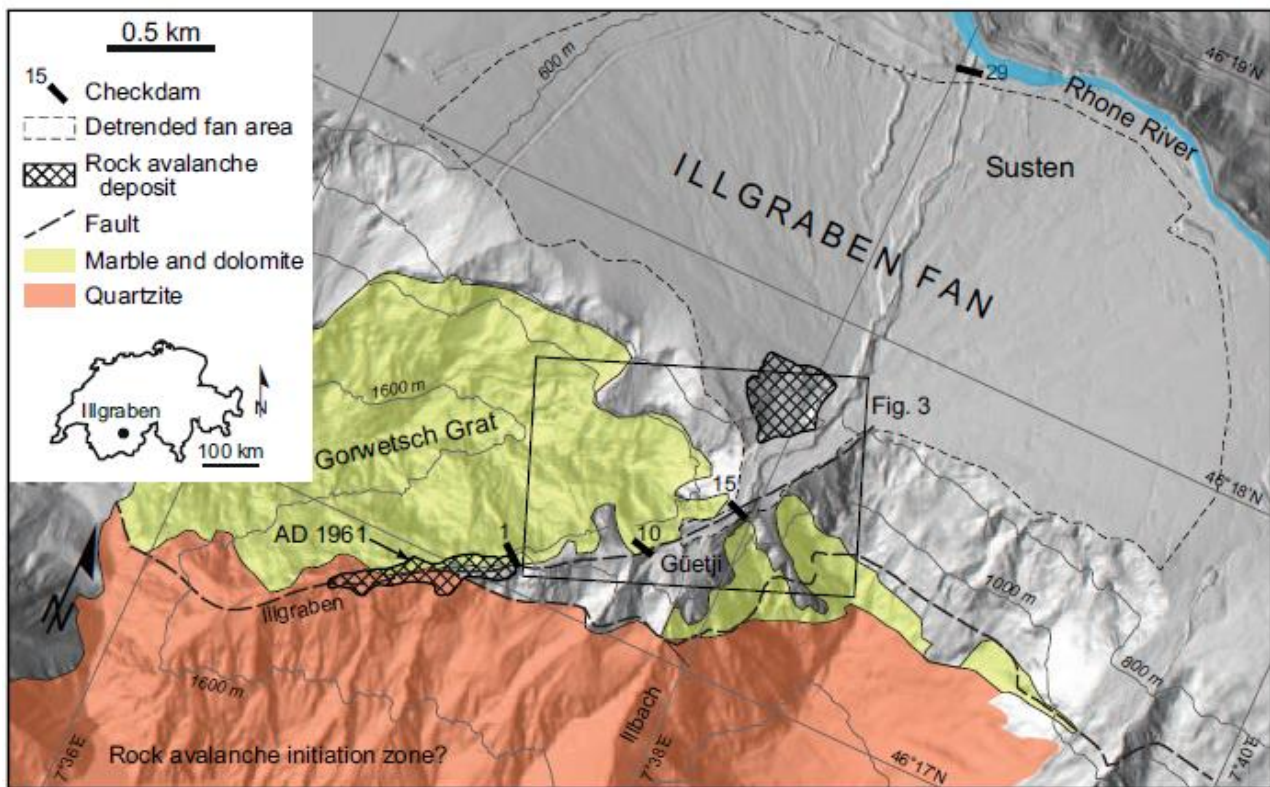 0.5 km
15
Checkdam
Detrended fan area
Rock avalanche
deposit
Fault
Marble and dolomite
Quartzite
Illgraben
N
100 km
600 m
29
46°19'N
Rhone River
Susten
ILLGRABEN FAN
1600 m
Fig. 3
Gorwetsch Grat
46°18'N
15
AD 1961
1
10
Güetji
1000 m
Illgraben
800 m
1600 m
Illbach
Rock avalanche initiation zone?
7°36'E
7°38'E
46°17'N
7°40'E